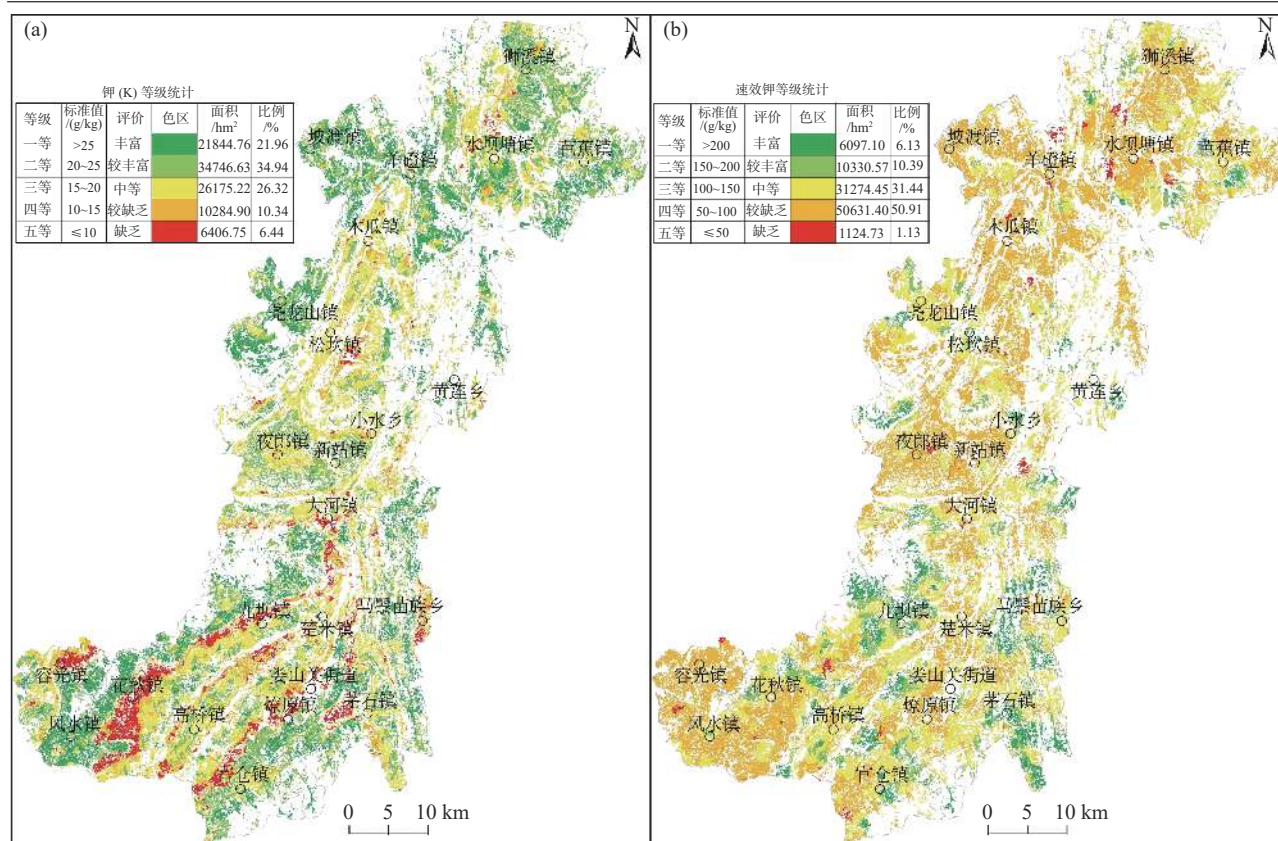 (a)
N
钾 (K) 等级统计
等级 标准值/(g/kg) 评价 色区 面积/hm² 比例/%
一等 >25 丰富 21844.76 21.96
二等 20~25 较丰富 34746.63 34.94
三等 15~20 中等 26175.22 26.32
四等 10~15 较缺乏 10284.90 10.34
五等 ≤10 缺乏 6406.75 6.44
狮溪镇
坡渡镇
羊磴镇
水坝塘镇
芭蕉镇
木瓜镇
尧龙山镇
松坎镇
黄莲乡
小水乡
夜郎镇
新站镇
大河镇
九坝镇
楚米镇
马鬃苗族乡
容光镇
花秋镇
娄山关街道
风水镇
高桥镇
燎原镇
茅石镇
官仓镇
0 5 10 km
(b)
N
速效钾等级统计
等级 标准值/(g/kg) 评价 色区 面积/hm² 比例/%
一等 >200 丰富 6097.10 6.13
二等 150~200 较丰富 10330.57 10.39
三等 100~150 中等 31274.45 31.44
四等 50~100 较缺乏 50631.40 50.91
五等 ≤50 缺乏 1124.73 1.13
狮溪镇
坡渡镇
羊磴镇
水坝塘镇
芭蕉镇
木瓜镇
尧龙山镇
松坎镇
黄莲乡
小水乡
夜郎镇
新站镇
大河镇
九坝镇
楚米镇
马鬃苗族乡
容光镇
花秋镇
娄山关街道
风水镇
高桥镇
燎原镇
茅石镇
官仓镇
0 5 10 km